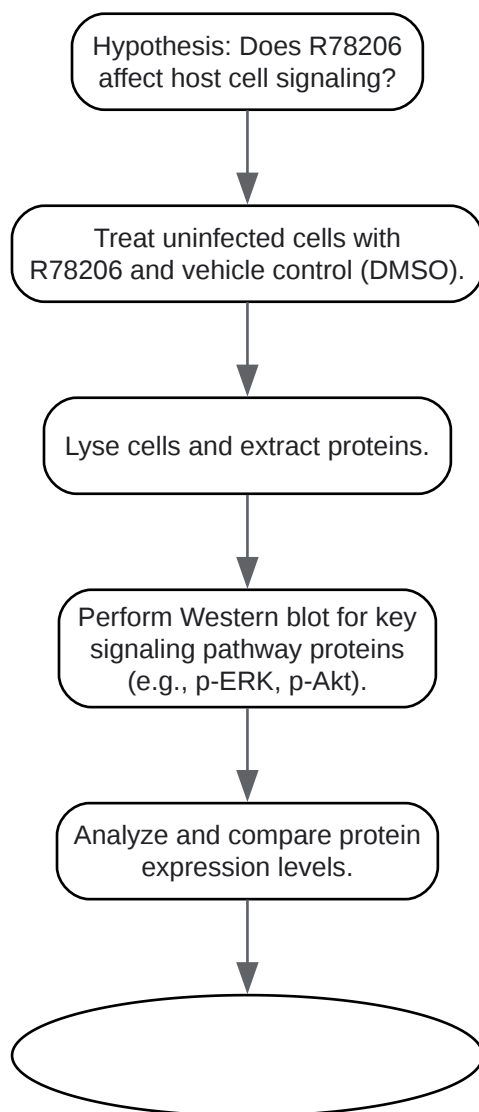 Hypothesis: Does R78206
affect host cell signaling?
Treat uninfected cells with
R78206 and vehicle control (DMSO).
Lyse cells and extract proteins.
Perform Western blot for key
signaling pathway proteins
(e.g., p-ERK, p-Akt).
Analyze and compare protein
expression levels.